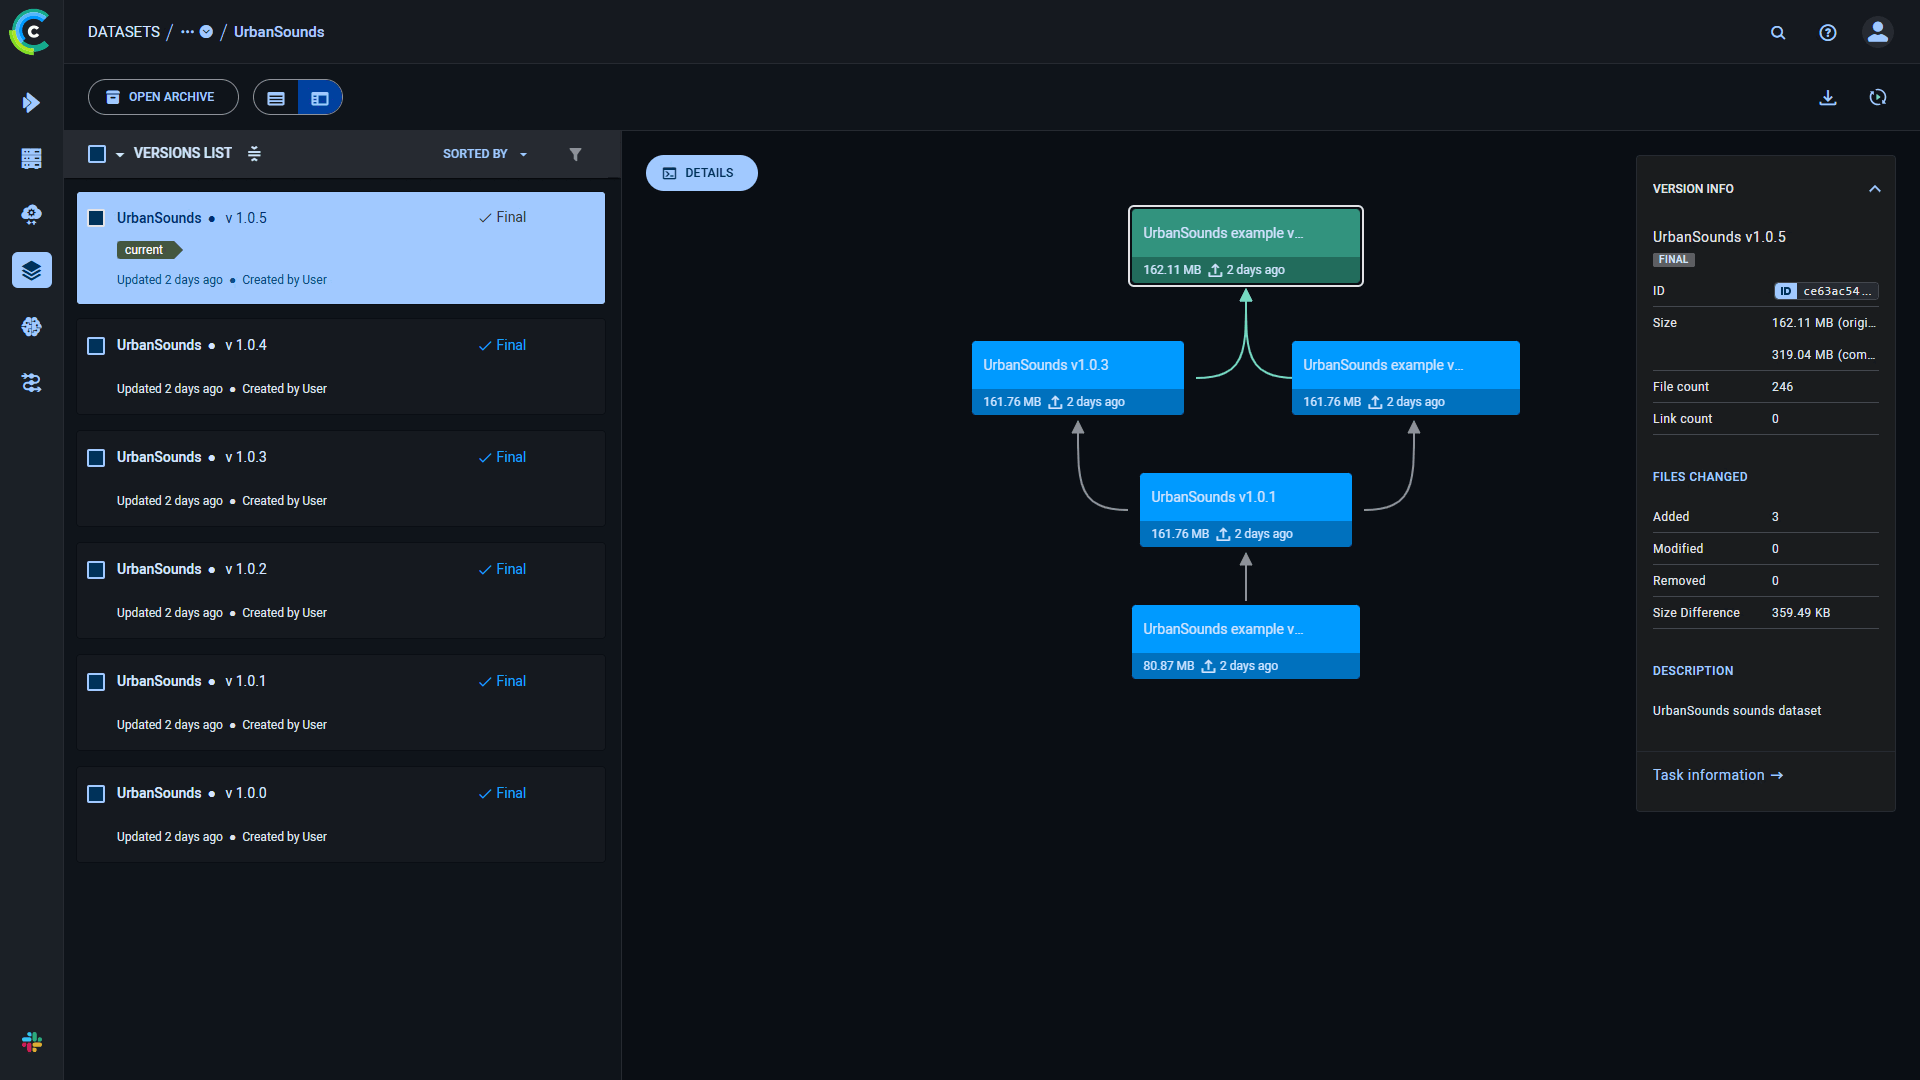 DATASETS / ··· / UrbanSounds
OPEN ARCHIVE
VERSIONS LIST
SORTED BY
UrbanSounds ● v 1.0.5
Final
current
Updated 2 days ago ● Created by User
UrbanSounds ● v 1.0.4
Final
Updated 2 days ago ● Created by User
UrbanSounds ● v 1.0.3
Final
Updated 2 days ago ● Created by User
UrbanSounds ● v 1.0.2
Final
Updated 2 days ago ● Created by User
UrbanSounds ● v 1.0.1
Final
Updated 2 days ago ● Created by User
UrbanSounds ● v 1.0.0
Final
Updated 2 days ago ● Created by User
DETAILS
UrbanSounds example v...
162.11 MB 2 days ago
UrbanSounds v1.0.3
161.76 MB 2 days ago
UrbanSounds example v...
161.76 MB 2 days ago
UrbanSounds v1.0.1
161.76 MB 2 days ago
UrbanSounds example v...
80.87 MB 2 days ago
VERSION INFO
UrbanSounds v1.0.5
FINAL
ID ID ce63ac54...
Size 162.11 MB (origi...
319.04 MB (com...
File count 246
Link count 0
FILES CHANGED
Added 3
Modified 0
Removed 0
Size Difference 359.49 KB
DESCRIPTION
UrbanSounds sounds dataset
Task information →